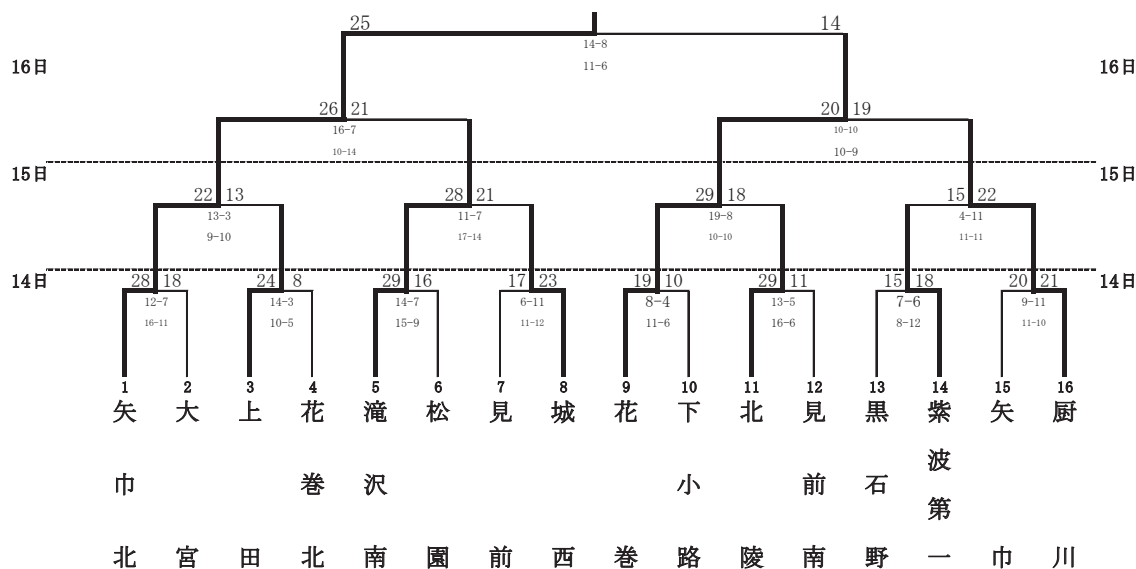 25 14
14-8
16日 11-6 16日
26 21 20 19
16-7 10-10
10-14 10-9
15日 15日
22 13 28 21 29 18 15 22
13-3 11-7 19-8 4-11
9-10 17-14 10-10 11-11
14日 14日
28 18 24 8 29 16 17 23 19 10 29 11 15 18 20 21
12-7 14-3 14-7 6-11 8-4 13-5 7-6 9-11
16-11 10-5 15-9 11-12 11-6 16-6 8-12 11-10
1 2 3 4 5 6 7 8 9 10 11 12 13 14 15 16
矢巾北
大宮
上田
花巻北
滝沢南
松園
見前
城西
花巻
下小路
北陵
見前南
黒石野
紫波第一
矢巾
厨川